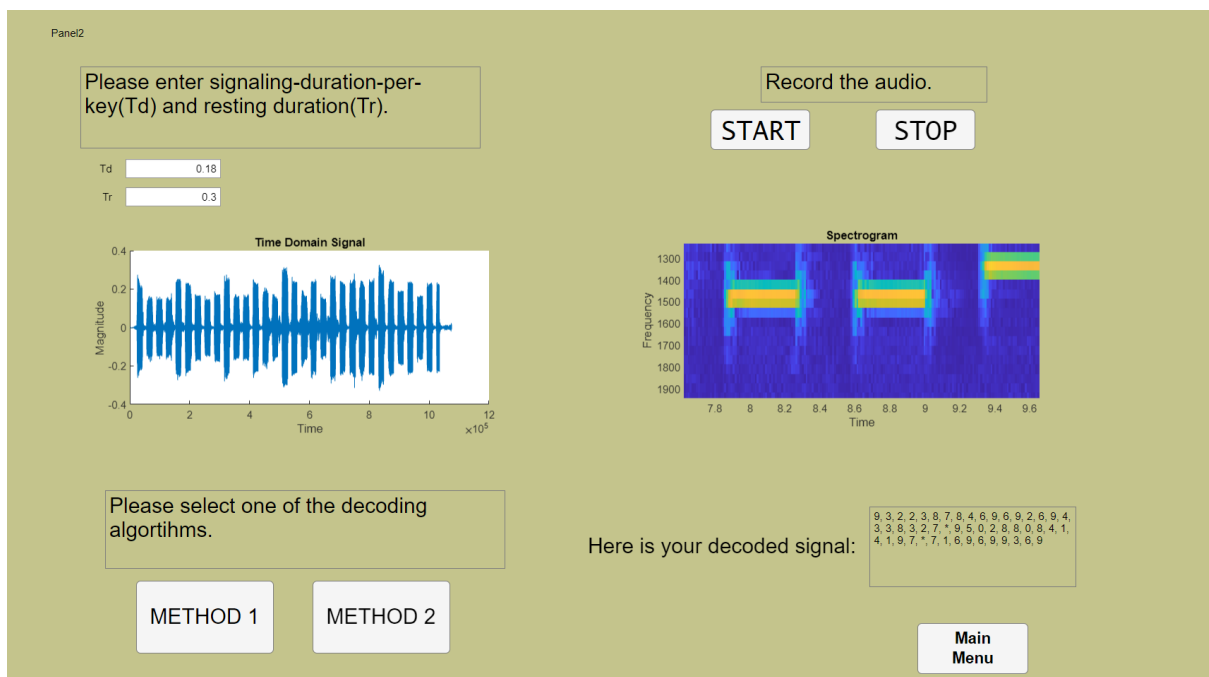 Panel2
Please enter signaling-duration-per-
key(Td) and resting duration(Tr).
Td
0.18
Tr
0.3
Record the audio.
START
STOP
Time Domain Signal
0.4
0.2
0
-0.2
-0.4
Magnitude
0
2
4
6
8
10
12
Time
×10⁵
Spectrogram
1300
1400
1500
1600
1700
1800
1900
Frequency
7.8
8
8.2
8.4
8.6
8.8
9
9.2
9.4
9.6
Time
Please select one of the decoding
algortihms.
METHOD 1
METHOD 2
Here is your decoded signal:
9, 3, 2, 2, 3, 8, 7, 8, 4, 6, 9, 6, 9, 2, 6, 9, 4,
3, 3, 8, 3, 2, 7, *, 9, 5, 0, 2, 8, 8, 0, 8, 4, 1,
4, 1, 9, 7, *, 7, 1, 6, 9, 6, 9, 9, 3, 6, 9
Main
Menu